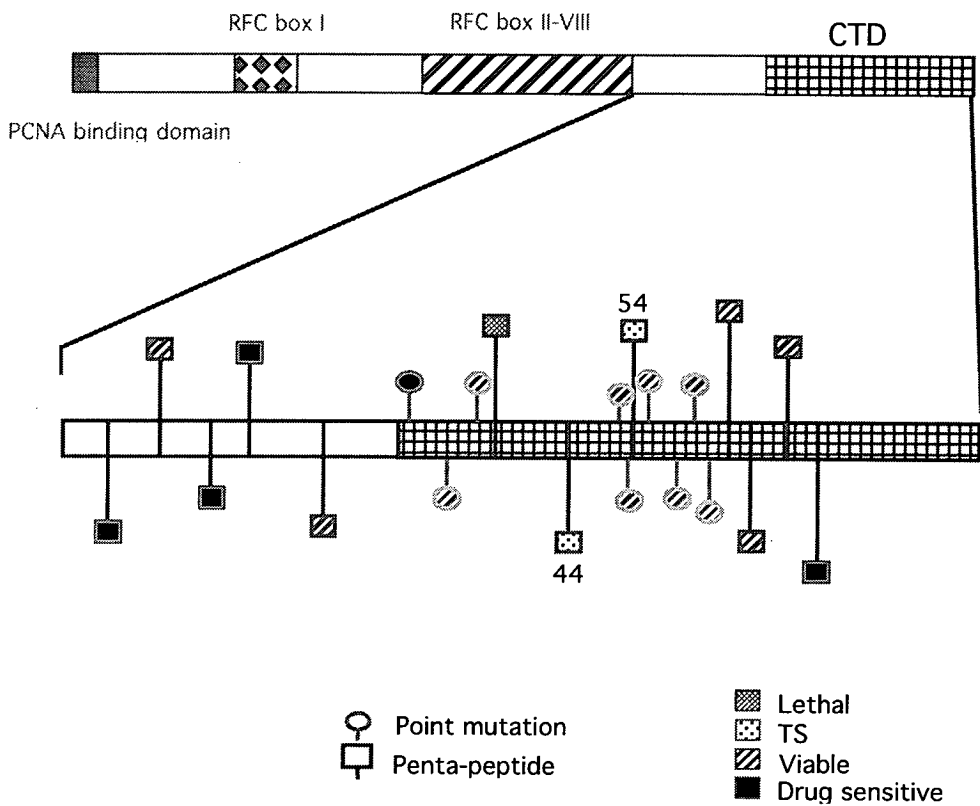 RFC box I
RFC box II-VIII
CTD
PCNA binding domain
54
44
Point mutation
Penta-peptide
Lethal
TS
Viable
Drug sensitive